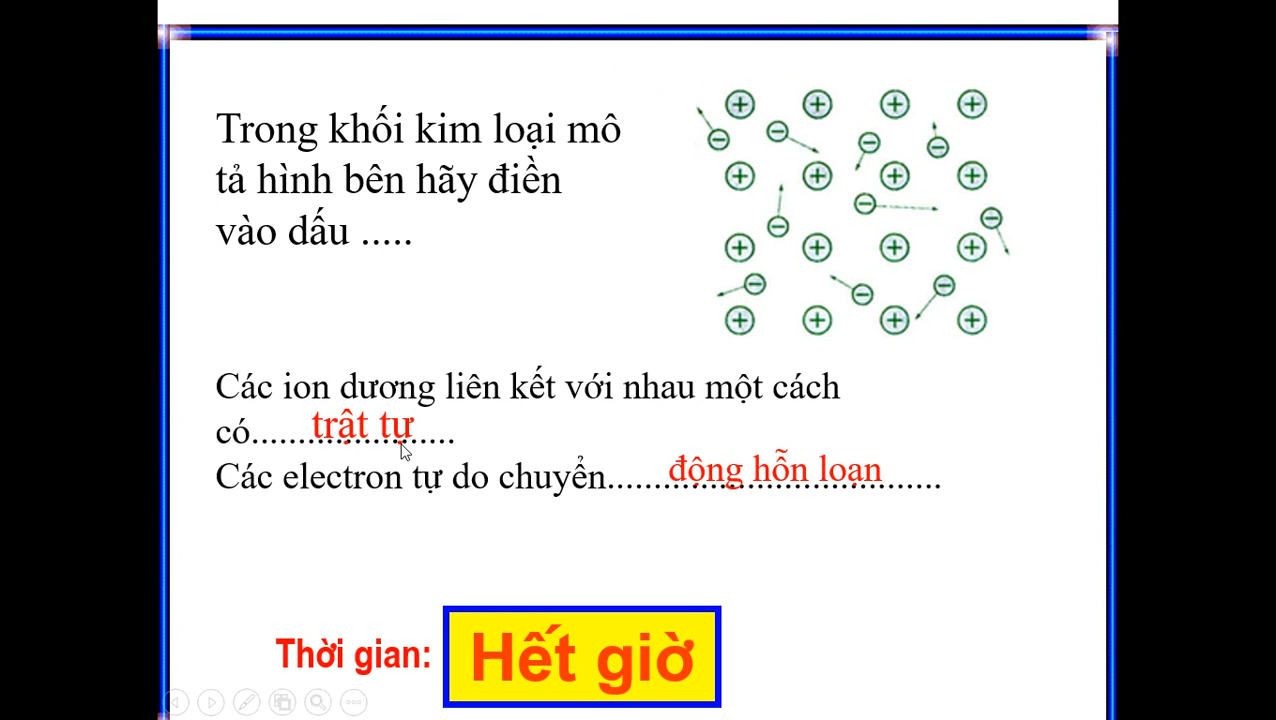 Trong khối kim loại mô
tả hình bên hãy điền
vào dấu .....
Các ion dương liên kết với nhau một cách
có......trật tự......
Các electron tự do chuyển......động hỗn loạn......
Thời gian: Hết giờ